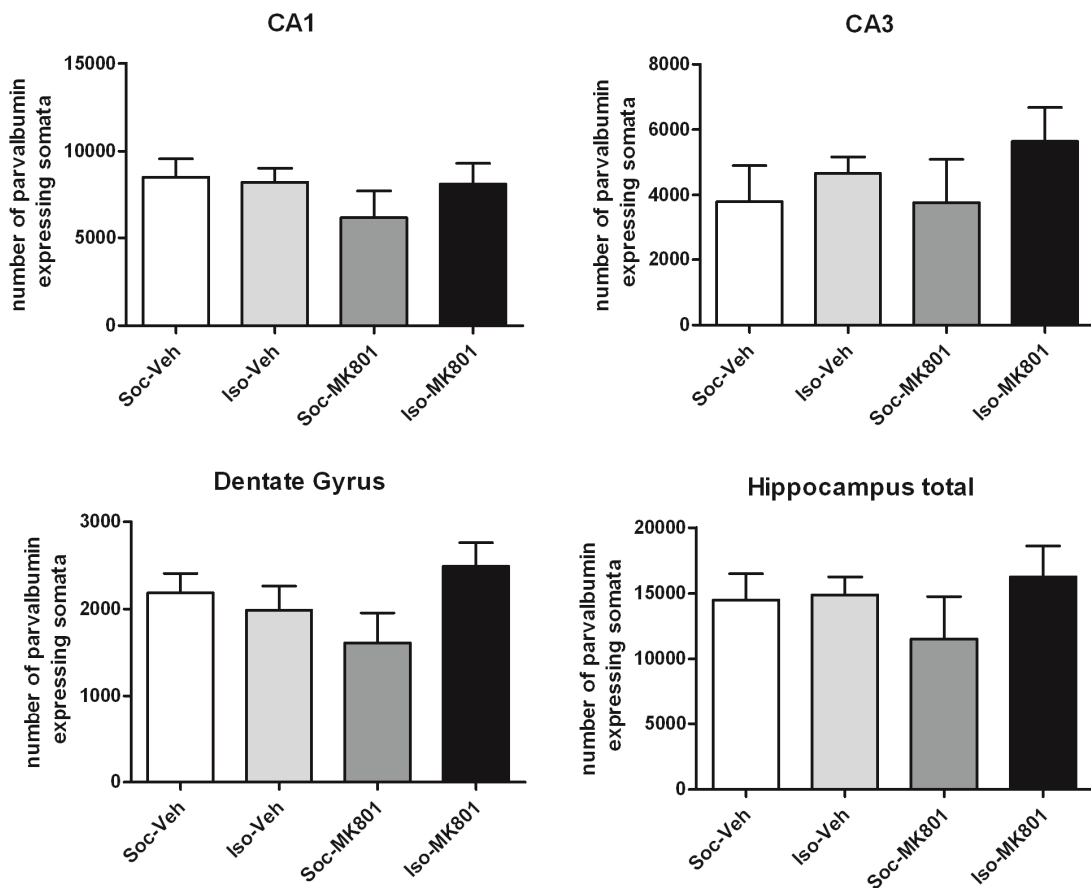 CA1
number of parvalbumin
expressing somata
15000
10000
5000
0
Soc-Veh
Iso-Veh
Soc-MK801
Iso-MK801
CA3
number of parvalbumin
expressing somata
8000
6000
4000
2000
0
Soc-Veh
Iso-Veh
Soc-MK801
Iso-MK801
Dentate Gyrus
number of parvalbumin
expressing somata
3000
2000
1000
0
Soc-Veh
Iso-Veh
Soc-MK801
Iso-MK801
Hippocampus total
number of parvalbumin
expressing somata
20000
15000
10000
5000
0
Soc-Veh
Iso-Veh
Soc-MK801
Iso-MK801